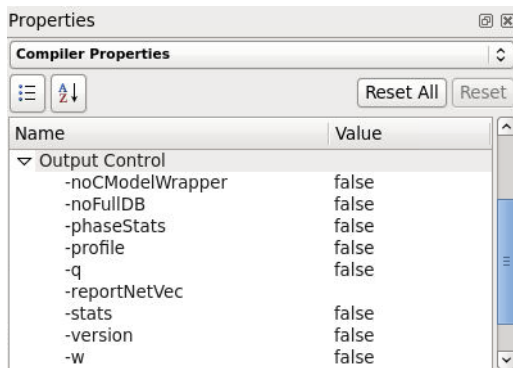 Properties
Compiler Properties
A Z Reset All Reset
Name Value
Output Control
-noCModelWrapper false
-noFullDB false
-phaseStats false
-profile false
-q false
-reportNetVec
-stats false
-version false
-w false